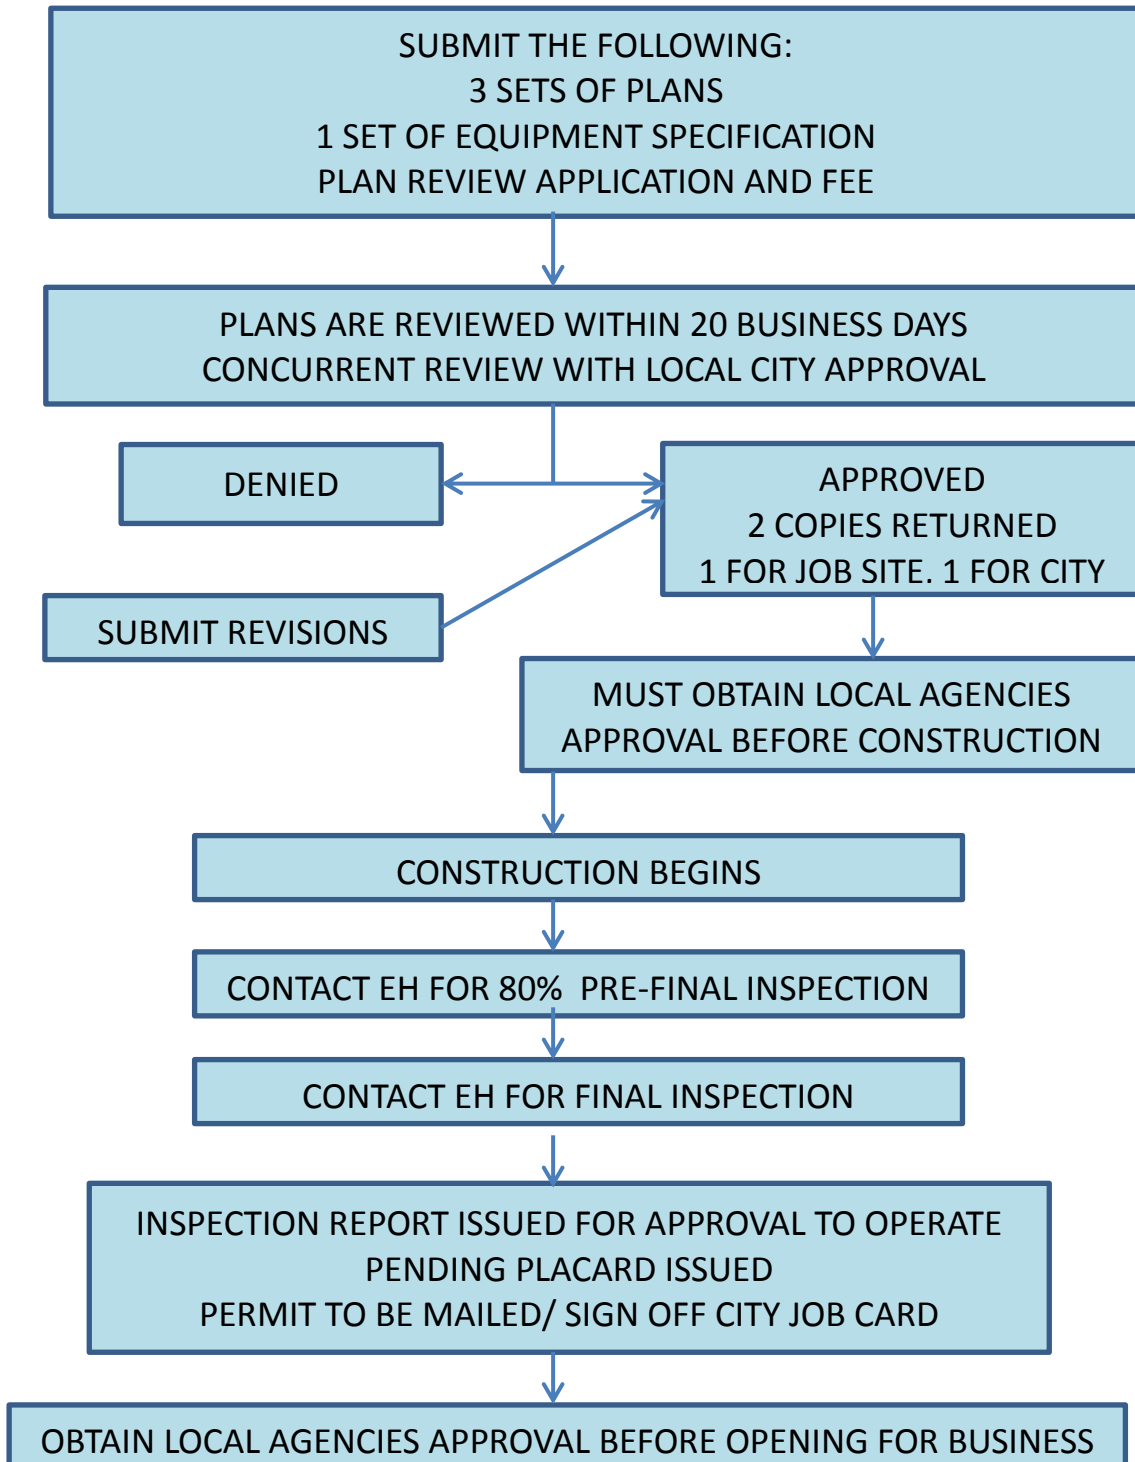 SUBMIT THE FOLLOWING:
3 SETS OF PLANS
1 SET OF EQUIPMENT SPECIFICATION
PLAN REVIEW APPLICATION AND FEE
PLANS ARE REVIEWED WITHIN 20 BUSINESS DAYS
CONCURRENT REVIEW WITH LOCAL CITY APPROVAL
DENIED
APPROVED
2 COPIES RETURNED
1 FOR JOB SITE. 1 FOR CITY
SUBMIT REVISIONS
MUST OBTAIN LOCAL AGENCIES
APPROVAL BEFORE CONSTRUCTION
CONSTRUCTION BEGINS
CONTACT EH FOR 80% PRE-FINAL INSPECTION
CONTACT EH FOR FINAL INSPECTION
INSPECTION REPORT ISSUED FOR APPROVAL TO OPERATE
PENDING PLACARD ISSUED
PERMIT TO BE MAILED/ SIGN OFF CITY JOB CARD
OBTAIN LOCAL AGENCIES APPROVAL BEFORE OPENING FOR BUSINESS